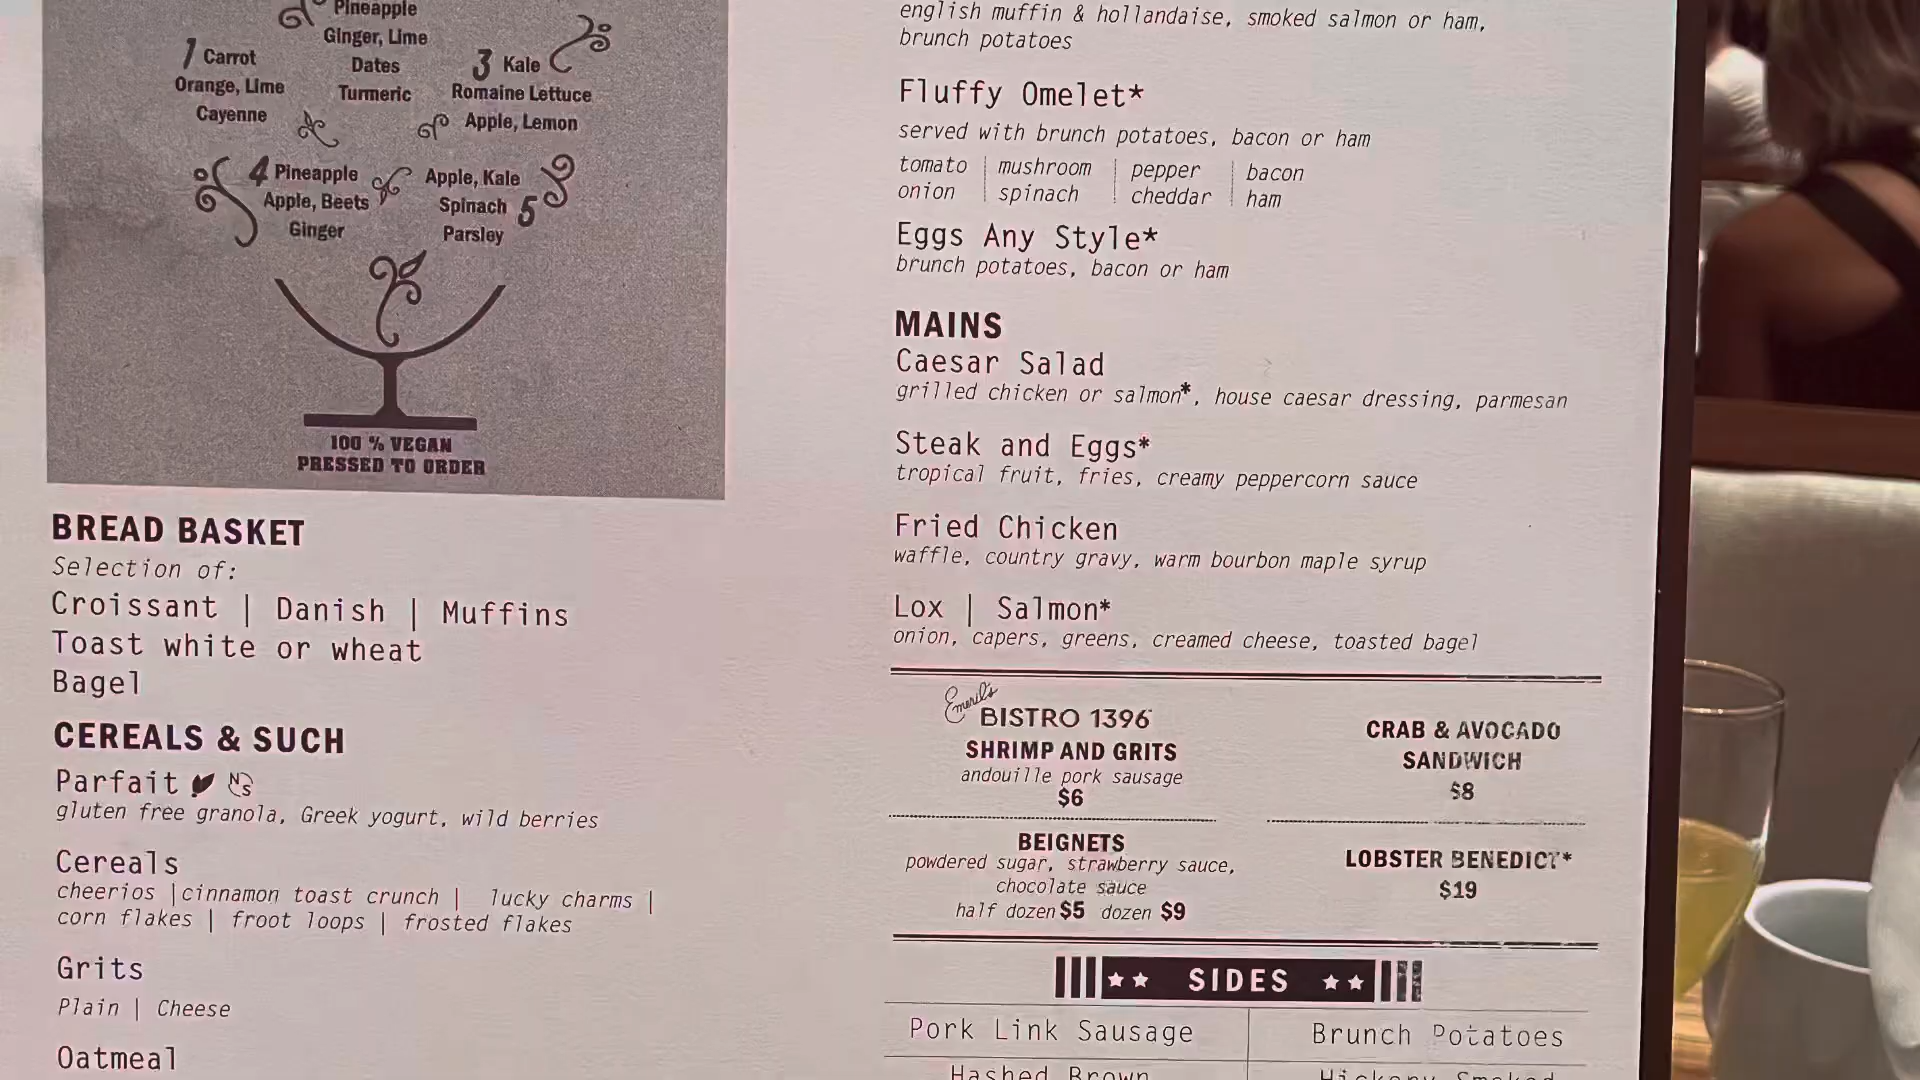 Pineapple
Ginger, Lime
Dates
Turmeric
1 Carrot
Orange, Lime
Cayenne
3 Kale
Romaine Lettuce
Apple, Lemon
4 Pineapple
Apple, Beets
Ginger
Apple, Kale
Spinach 5
Parsley
100 % VEGAN
PRESSED TO ORDER
BREAD BASKET
Selection of:
Croissant | Danish | Muffins
Toast white or wheat
Bagel
CEREALS & SUCH
Parfait NS
gluten free granola, Greek yogurt, wild berries
Cereals
cheerios |cinnamon toast crunch | lucky charms |
corn flakes | froot loops | frosted flakes
Grits
Plain | Cheese
Oatmeal
english muffin & hollandaise, smoked salmon or ham,
brunch potatoes
Fluffy Omelet*
served with brunch potatoes, bacon or ham
tomato | mushroom | pepper | bacon
onion | spinach | cheddar | ham
Eggs Any Style*
brunch potatoes, bacon or ham
MAINS
Caesar Salad
grilled chicken or salmon*, house caesar dressing, parmesan
Steak and Eggs*
tropical fruit, fries, creamy peppercorn sauce
Fried Chicken
waffle, country gravy, warm bourbon maple syrup
Lox | Salmon*
onion, capers, greens, creamed cheese, toasted bagel
Emeril's
BISTRO 1396
SHRIMP AND GRITS
andouille pork sausage
$6
CRAB & AVOCADO
SANDWICH
$8
BEIGNETS
powdered sugar, strawberry sauce,
chocolate sauce
half dozen $5 dozen $9
LOBSTER BENEDICT*
$19
SIDES
Pork Link Sausage
Brunch Potatoes
Hashed Brown
Hickory Smoked